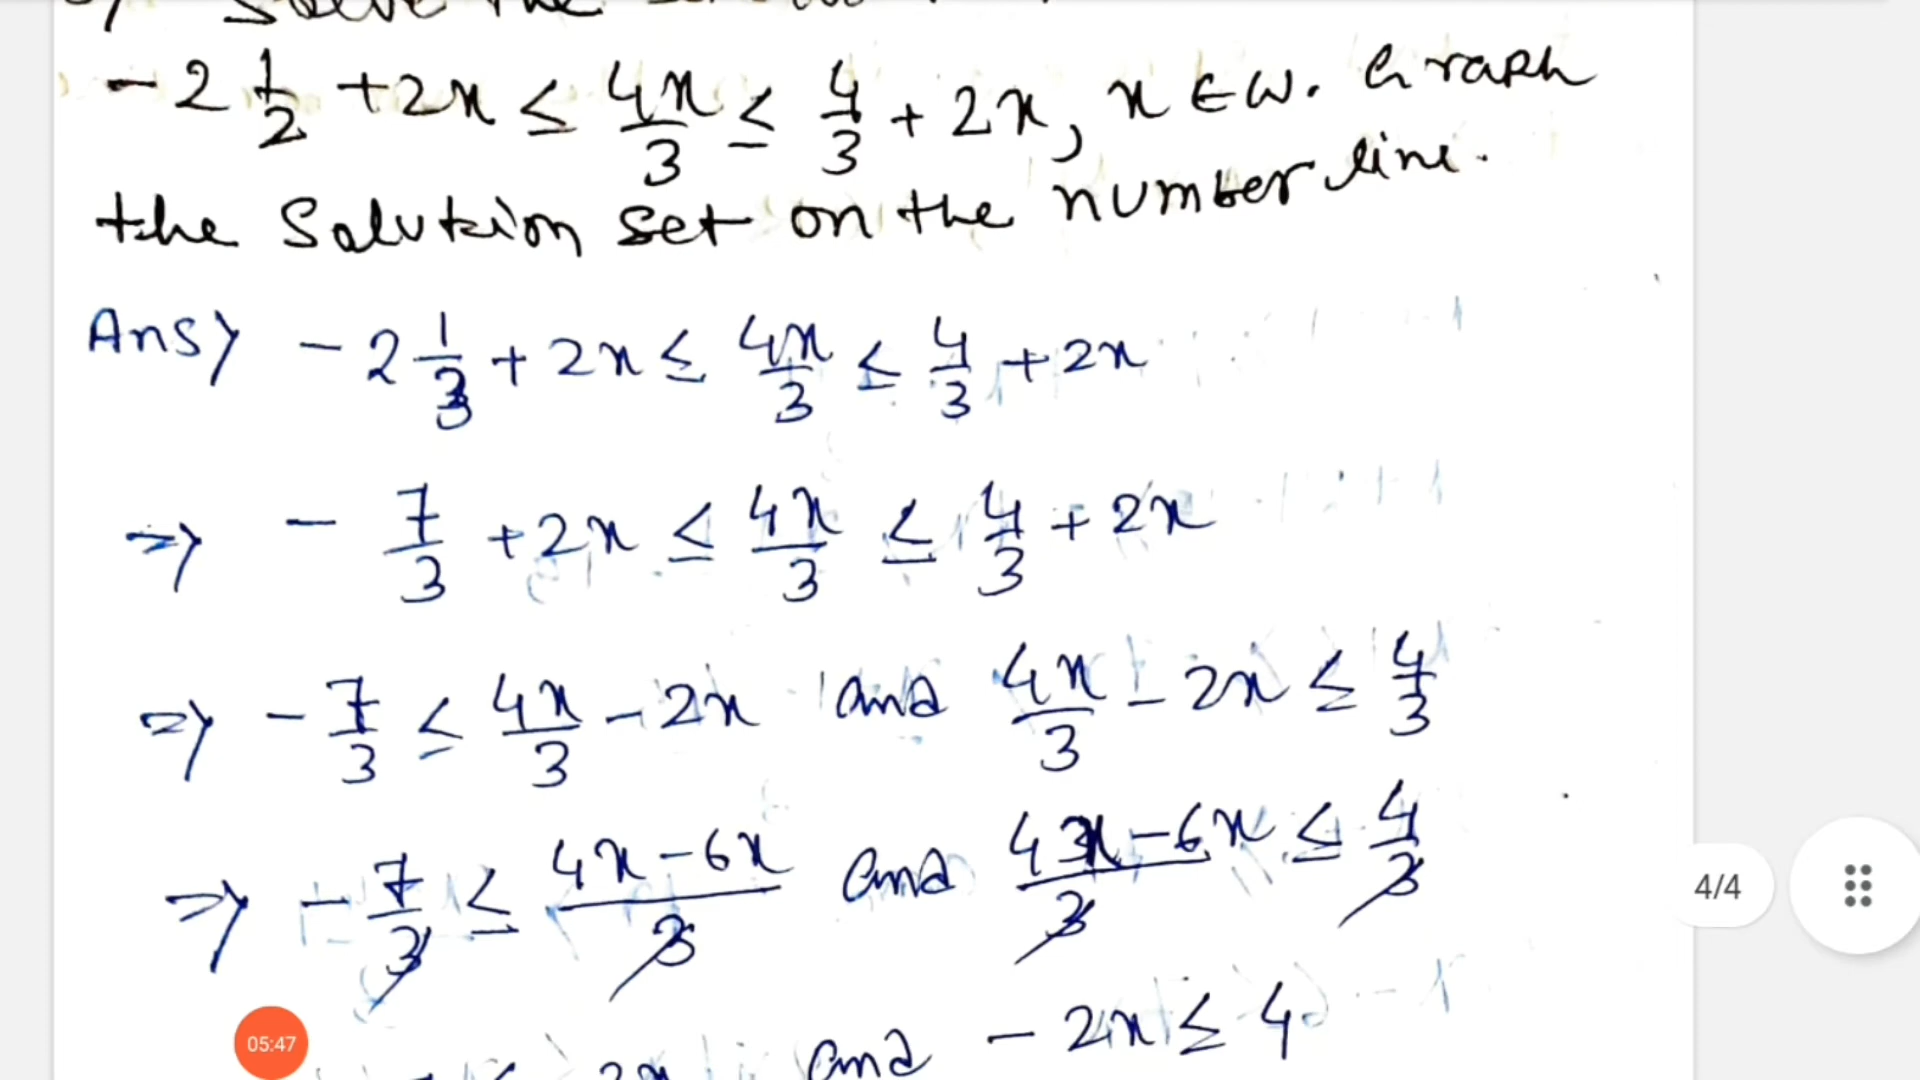 -2 1/2 + 2x ≤ 4x/3 ≤ 4/3 + 2x, x ∈ W. Graph
the Solution set on the number line.
Ans) -2 1/3 + 2x ≤ 4x/3 ≤ 4/3 + 2x
=> - 7/3 + 2x ≤ 4x/3 ≤ 4/3 + 2x
=> - 7/3 ≤ 4x/3 - 2x and 4x/3 - 2x ≤ 4/3
=> - 7/3 ≤ (4x - 6x)/3 and (4x - 6x)/3 ≤ 4/3
4/4
and - 2x ≤ 4
05:47